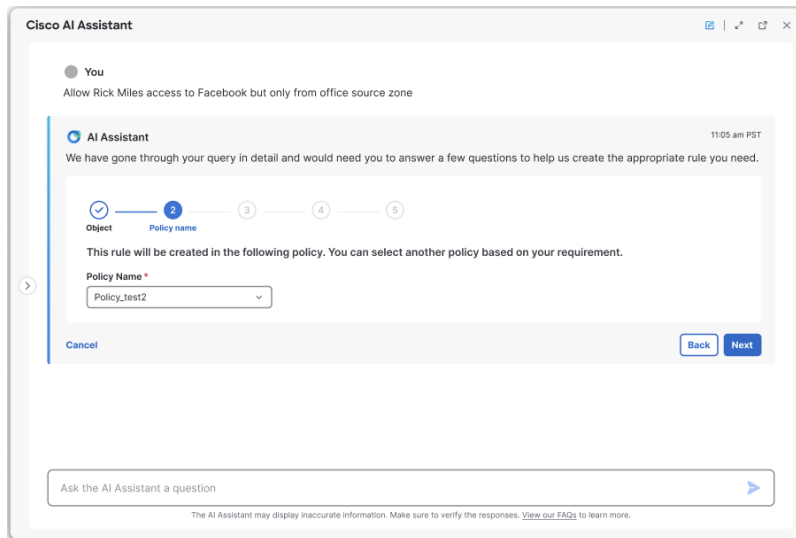 Cisco AI Assistant
You
Allow Rick Miles access to Facebook but only from office source zone
AI Assistant
11:05 am PST
We have gone through your query in detail and would need you to answer a few questions to help us create the appropriate rule you need.
2
3
4
5
Object
Policy name
This rule will be created in the following policy. You can select another policy based on your requirement.
Policy Name *
Policy_test2
Cancel
Back
Next
Ask the AI Assistant a question
The AI Assistant may display inaccurate information. Make sure to verify the responses. View our FAQs to learn more.